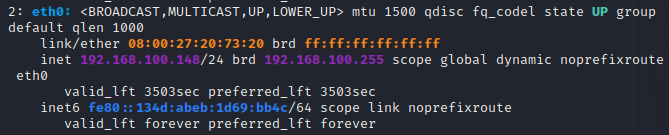 2: eth0: <BROADCAST,MULTICAST,UP,LOWER_UP> mtu 1500 qdisc fq_codel state UP group
default qlen 1000
link/ether 08:00:27:20:73:20 brd ff:ff:ff:ff:ff:ff
inet 192.168.100.148/24 brd 192.168.100.255 scope global dynamic noprefixroute
eth0
valid_lft 3503sec preferred_lft 3503sec
inet6 fe80::134d:abeb:1d69:bb4c/64 scope link noprefixroute
valid_lft forever preferred_lft forever